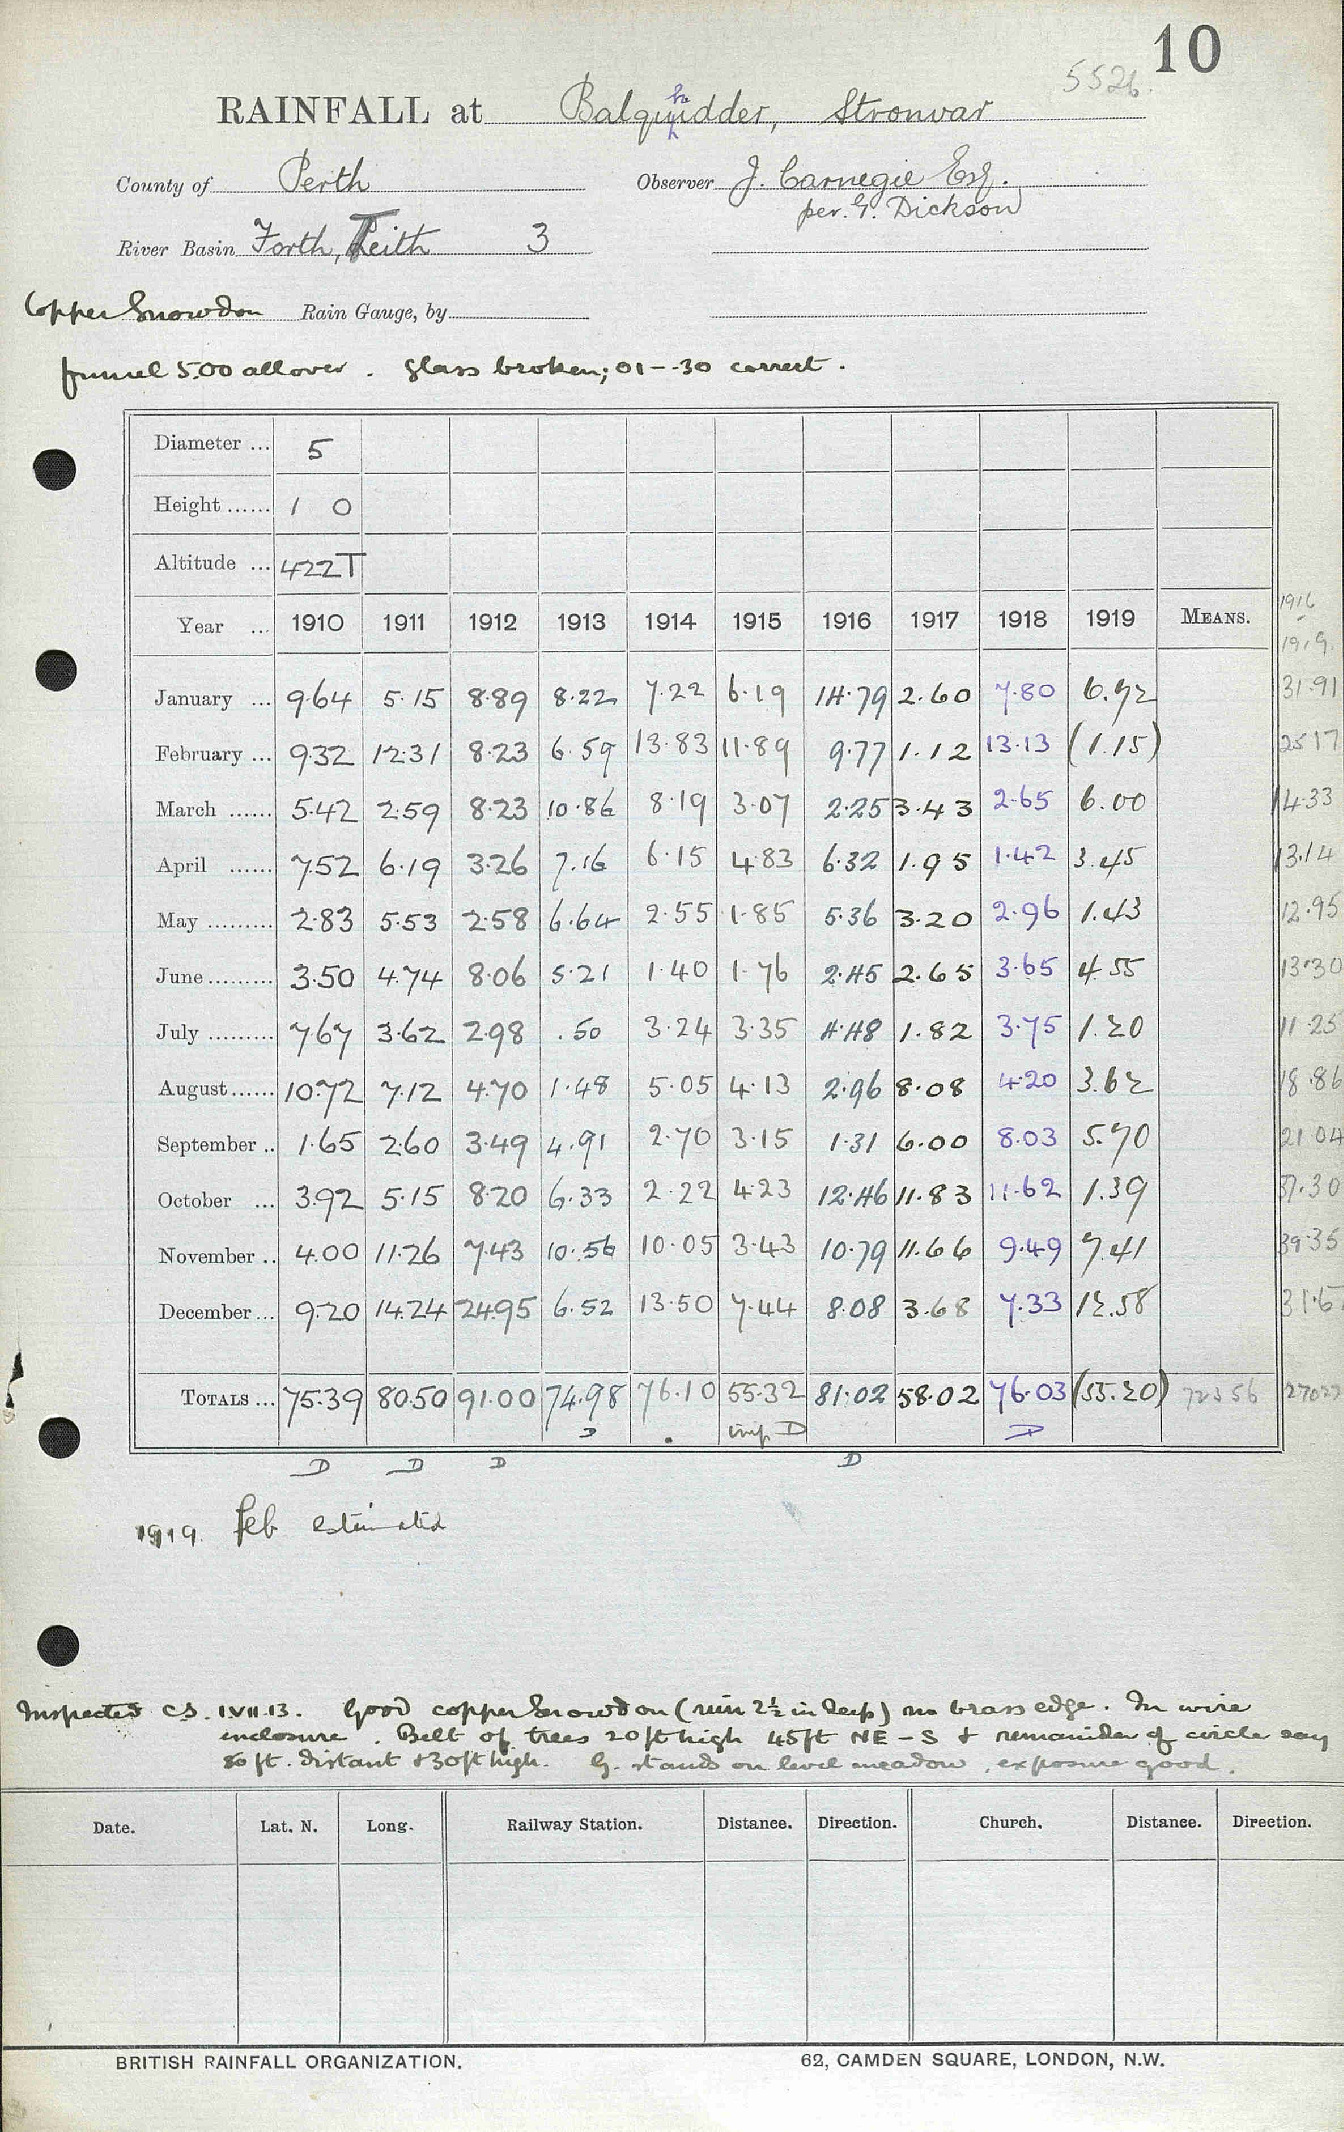 10
5526.
RAINFALL at Balquhidder, Stronvar
County of Perth Observer J. Carnegie Esq.
per. G. Dickson
River Basin Forth, Teith 3
Copper Snowdon Rain Gauge, by
funnel 5.00 all over . Glass broken; 01--30 correct .
Diameter ... 5
Height ...... 1 0
Altitude ... 422T
Year ... 1910 1911 1912 1913 1914 1915 1916 1917 1918 1919 MEANS. 1916 - 1919
January ... 9.64 5.15 8.89 8.22 7.22 6.19 14.79 2.60 7.80 6.72 31.91
February ... 9.32 12.31 8.23 6.59 13.83 11.89 9.77 1.12 13.13 (1.15) 25 17
March ...... 5.42 2.59 8.23 10.86 8.19 3.07 2.25 3.43 2.65 6.00 14.33
April ...... 7.52 6.19 3.26 7.16 6.15 4.83 6.32 1.95 1.42 3.45 13.14
May ......... 2.83 5.53 2.58 6.64 2.55 1.85 5.36 3.20 2.96 1.43 12.95
June ......... 3.50 4.74 8.06 5.21 1.40 1.76 2.45 2.65 3.65 4.55 13.30
July ......... 7.67 3.62 2.98 .50 3.24 3.35 4.48 1.82 3.75 1.20 11.25
August...... 10.72 7.12 4.70 1.48 5.05 4.13 2.96 8.08 4.20 3.62 18.86
September .. 1.65 2.60 3.49 4.91 2.70 3.15 1.31 6.00 8.03 5.70 21.04
October ... 3.92 5.15 8.20 6.33 2.22 4.23 12.46 11.83 11.62 1.39 37.30
November .. 4.00 11.26 7.43 10.56 10.05 3.43 10.79 11.66 9.49 7.41 39.35
December... 9.20 14.24 24.95 6.52 13.50 7.44 8.08 3.68 7.33 12.58 31.67
TOTALS ... 75.39 80.50 91.00 74.98 76.10 55.32 81.02 58.02 76.03 (55.20) 723 56 27027
D . imp. D D
D D D D
1919. Feb estimated
Inspected CS. 1 VII 13. Good copper Snowdon (rim 2½ in deep) no brass edge. In wire
enclosure . Belt of trees 20ft high 45ft NE - S + remainder of circle say
80 ft. distant + 30ft high. G. stands on level meadow , exposure good.
Date. Lat. N. Long. Railway Station. Distance. Direction. Church. Distance. Direction.
BRITISH RAINFALL ORGANIZATION. 62, CAMDEN SQUARE, LONDON, N.W.